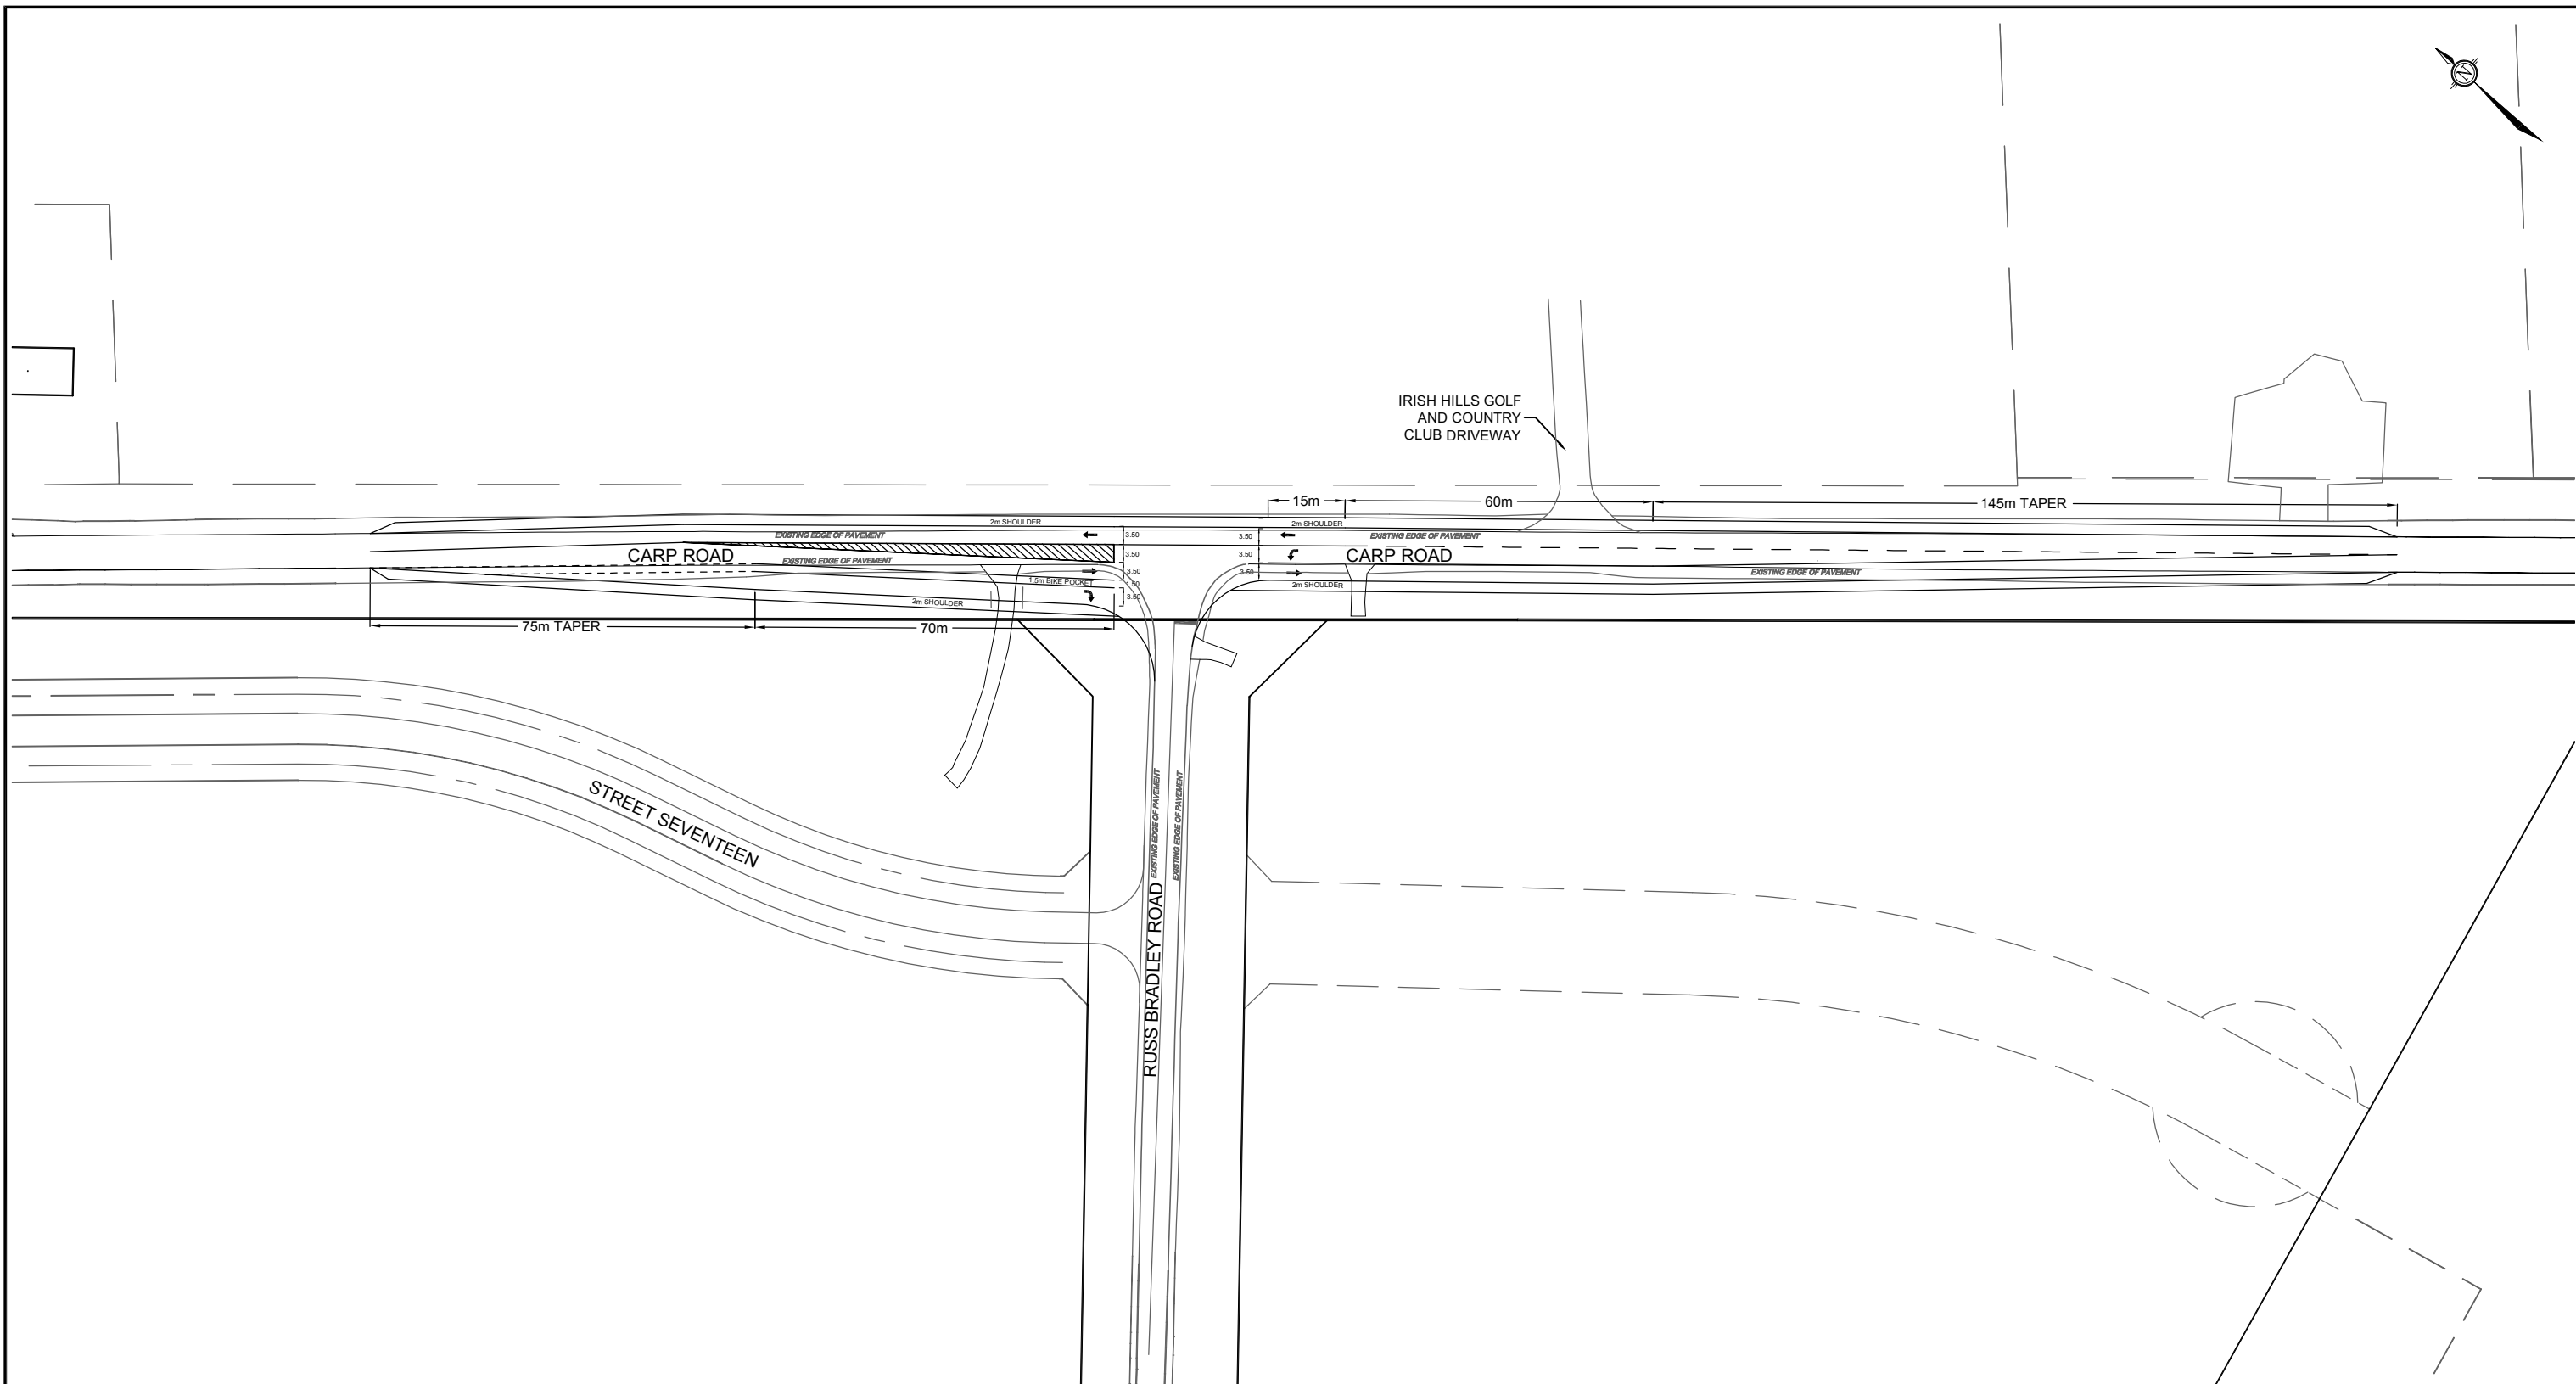 N
IRISH HILLS GOLF
AND COUNTRY
CLUB DRIVEWAY
15m
60m
145m TAPER
2m SHOULDER
2m SHOULDER
EXISTING EDGE OF PAVEMENT
3.50
3.50
EXISTING EDGE OF PAVEMENT
CARP ROAD
3.50
3.50
CARP ROAD
EXISTING EDGE OF PAVEMENT
3.50
3.50
EXISTING EDGE OF PAVEMENT
1.5m BIKE POCKET
1.50
2m SHOULDER
2m SHOULDER
3.50
75m TAPER
70m
STREET SEVENTEEN
EXISTING EDGE OF PAVEMENT
EXISTING EDGE OF PAVEMENT
RUSS BRADLEY ROAD